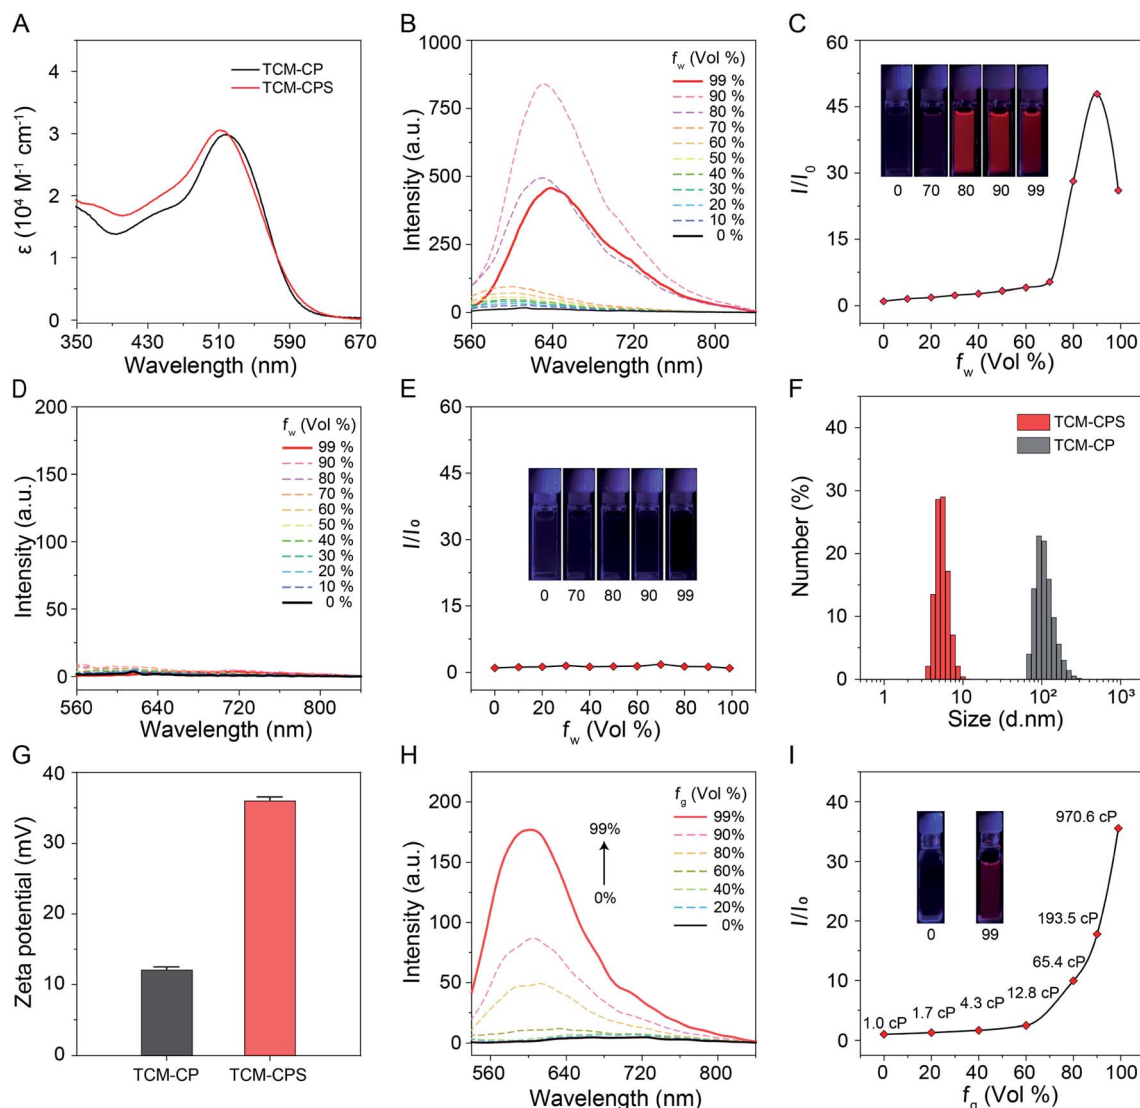 A
ε (10⁴ M⁻¹ cm⁻¹)
4
3
2
1
0
TCM-CP
TCM-CPS
350 430 510 590 670
Wavelength (nm)
B
Intensity (a.u.)
1000
750
500
250
0
fw (Vol %)
99 %
90 %
80 %
70 %
60 %
50 %
40 %
30 %
20 %
10 %
0 %
560 640 720 800
Wavelength (nm)
C
I/I0
60
45
30
15
0
0 70 80 90 99
0 20 40 60 80 100
fw (Vol %)
D
Intensity (a.u.)
200
150
100
50
0
fw (Vol %)
99 %
90 %
80 %
70 %
60 %
50 %
40 %
30 %
20 %
10 %
0 %
560 640 720 800
Wavelength (nm)
E
I/I0
60
45
30
15
0
0 70 80 90 99
0 20 40 60 80 100
fw (Vol %)
F
Number (%)
40
30
20
10
0
TCM-CPS
TCM-CP
1 10 10² 10³
Size (d.nm)
G
Zeta potential (mV)
40
30
20
10
0
TCM-CP TCM-CPS
H
Intensity (a.u.)
200
150
100
50
0
99%
0%
fg (Vol %)
99%
90%
80%
60%
40%
20%
0%
560 640 720 800
Wavelength (nm)
I
I/I0
40
30
20
10
0
0 99
970.6 cP
193.5 cP
65.4 cP
12.8 cP
4.3 cP
1.7 cP
1.0 cP
0 20 40 60 80 100
fg (Vol %)